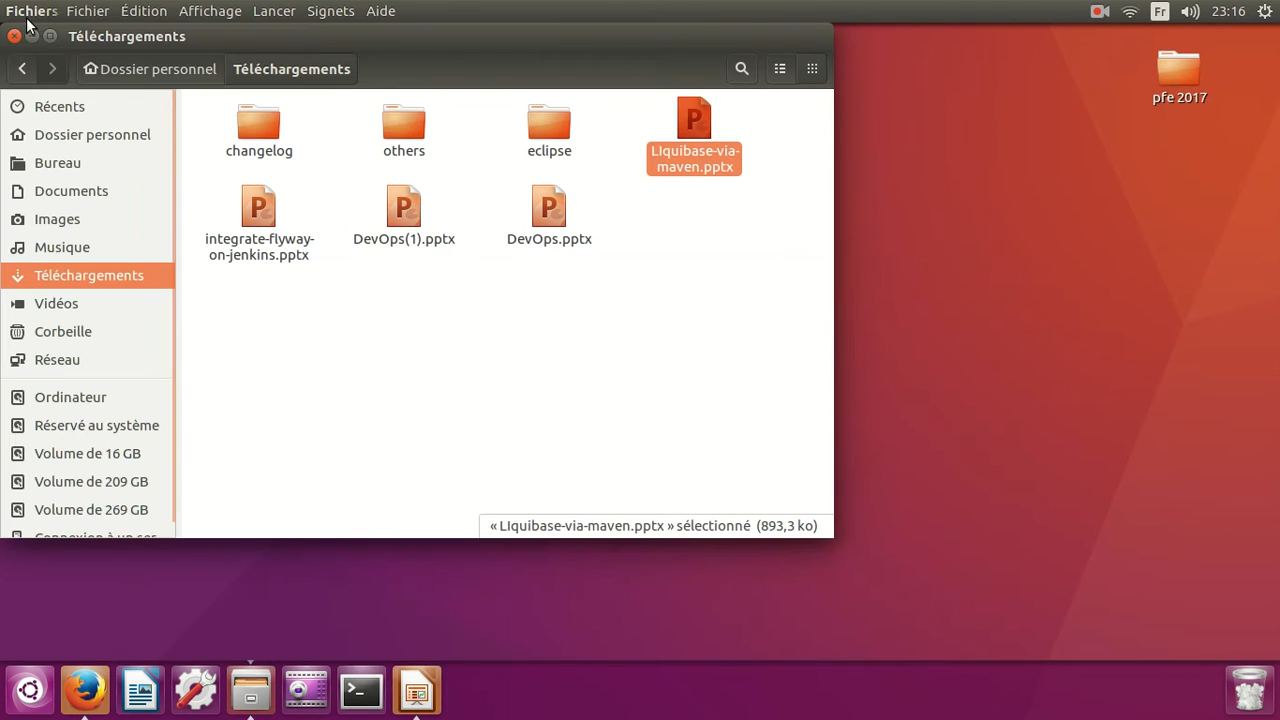 Fichiers Fichier Édition Affichage Lancer Signets Aide Fr 23:16
Téléchargements
Dossier personnel Téléchargements
pfe 2017
Récents
Dossier personnel
Bureau
Documents
Images
Musique
Téléchargements
Vidéos
Corbeille
Réseau
Ordinateur
Réservé au système
Volume de 16 GB
Volume de 209 GB
Volume de 269 GB
Connexion à un ser
changelog
others
eclipse
LIquibase-via-
maven.pptx
integrate-flyway-
on-jenkins.pptx
DevOps(1).pptx
DevOps.pptx
« LIquibase-via-maven.pptx » sélectionné (893,3 ko)